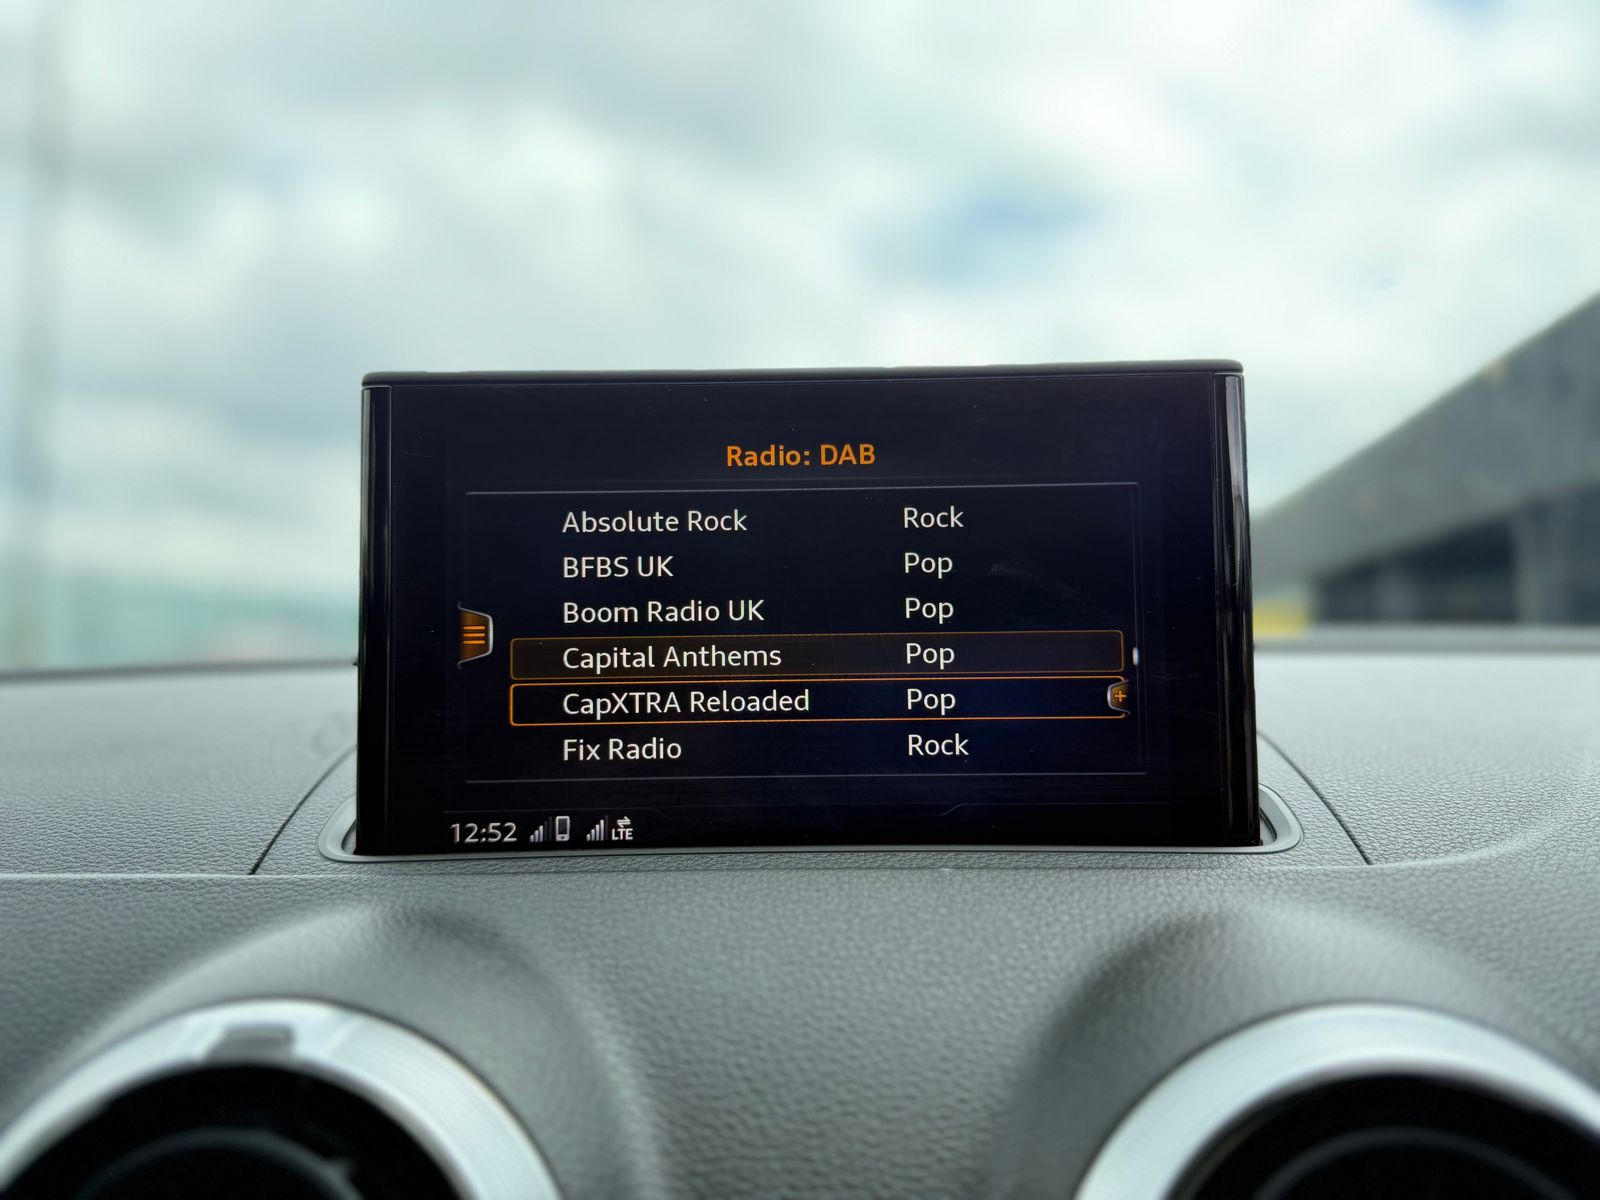 Radio: DAB
Absolute Rock Rock
BFBS UK Pop
Boom Radio UK Pop
Capital Anthems Pop
CapXTRA Reloaded Pop
Fix Radio Rock
12:52 LTE